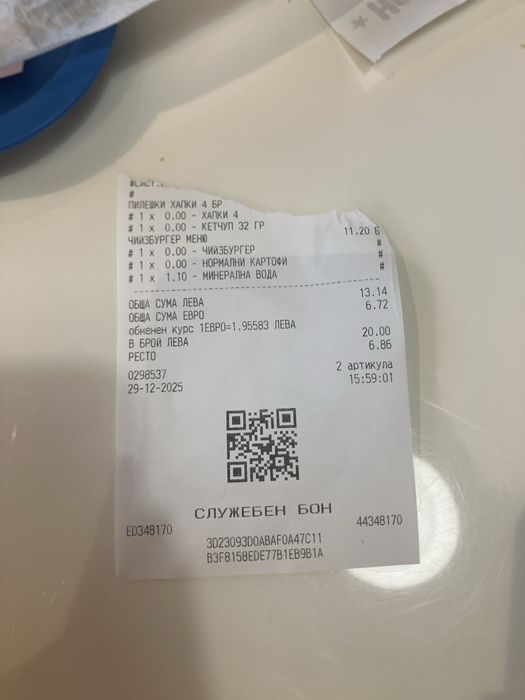 #
ПИЛЕШКИ ХАПКИ 4 БР
# 1 x 0.00 - ХАПКИ 4
# 1 x 0.00 - КЕТЧУП 32 ГР
ЧИЙЗБУРГЕР МЕНЮ 11.20 Б
# 1 x 0.00 - ЧИЙЗБУРГЕР #
# 1 x 0.00 - НОРМАЛНИ КАРТОФИ #
# 1 x 1.10 - МИНЕРАЛНА ВОДА #
ОБЩА СУМА ЛЕВА 13.14
ОБЩА СУМА ЕВРО 6.72
обменен курс 1ЕВРО=1.95583 ЛЕВА
В БРОЙ ЛЕВА 20.00
РЕСТО 6.86
0298537 2 артикула
29-12-2025 15:59:01
СЛУЖЕБЕН БОН
ED348170 44348170
3D23093D0ABAF0A47C11
B3F8158EDE77B1EB9B1A